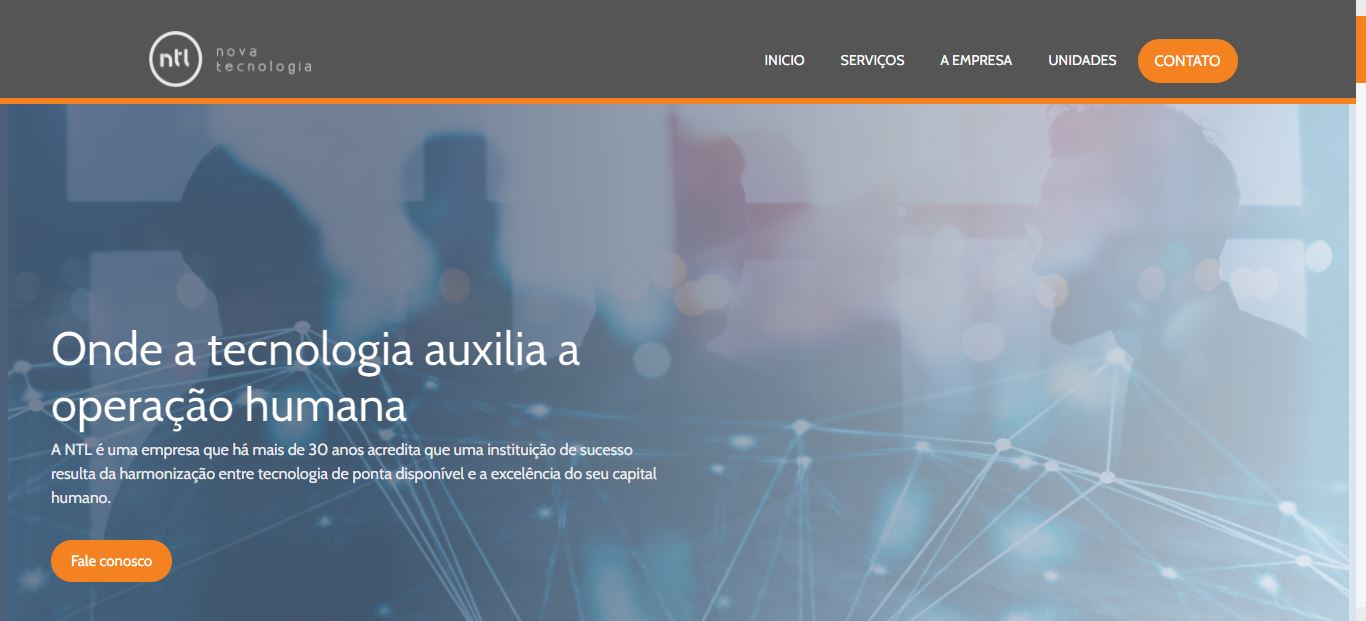 ntl nova
tecnologia
INICIO SERVIÇOS A EMPRESA UNIDADES CONTATO
Onde a tecnologia auxilia a
operação humana
A NTL é uma empresa que há mais de 30 anos acredita que uma instituição de sucesso
resulta da harmonização entre tecnologia de ponta disponível e a excelência do seu capital
humano.
Fale conosco